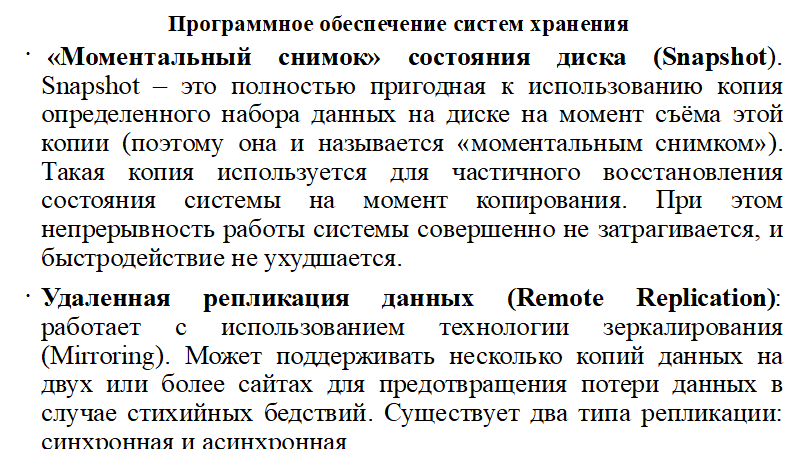 Программное обеспечение систем хранения
· «Моментальный снимок» состояния диска (Snapshot).
Snapshot – это полностью пригодная к использованию копия
определенного набора данных на диске на момент съёма этой
копии (поэтому она и называется «моментальным снимком»).
Такая копия используется для частичного восстановления
состояния системы на момент копирования. При этом
непрерывность работы системы совершенно не затрагивается, и
быстродействие не ухудшается.
· Удаленная репликация данных (Remote Replication):
работает с использованием технологии зеркалирования
(Mirroring). Может поддерживать несколько копий данных на
двух или более сайтах для предотвращения потери данных в
случае стихийных бедствий. Существует два типа репликации:
синхронная и асинхронная